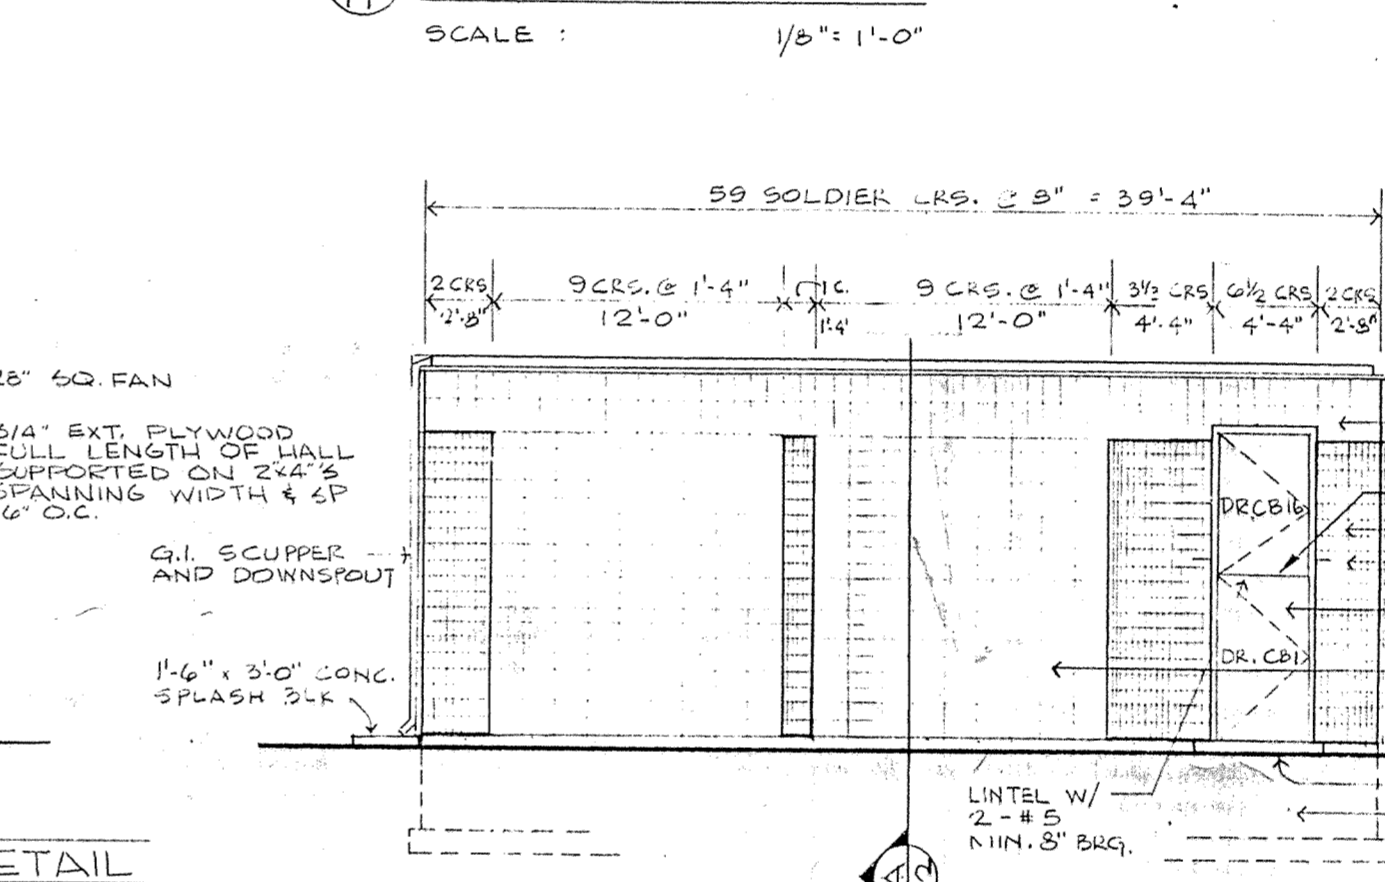 SCALE : 1/8" = 1'-0"
59 SOLDIER CRS. @ 8" = 39'-4"
2 CRS 9 CRS. @ 1'-4" 1 C. 9 CRS. @ 1'-4" 3½ CRS 6½ CRS 2 CRS
2'-8" 12'-0" 1'-4" 12'-0" 4'-4" 4'-4" 2'-8"
28" SQ. FAN
3/4" EXT. PLYWOOD
FULL LENGTH OF HALL
SUPPORTED ON 2x4"S
SPANNING WIDTH & SP
6" O.C.
G.I. SCUPPER
AND DOWNSPOUT
1'-6" x 3'-0" CONC.
SPLASH BLK
DR.CB16
DR. CB1
LINTEL W/
2 - #5
MIN. 8" BRG.
ETAIL
A
2